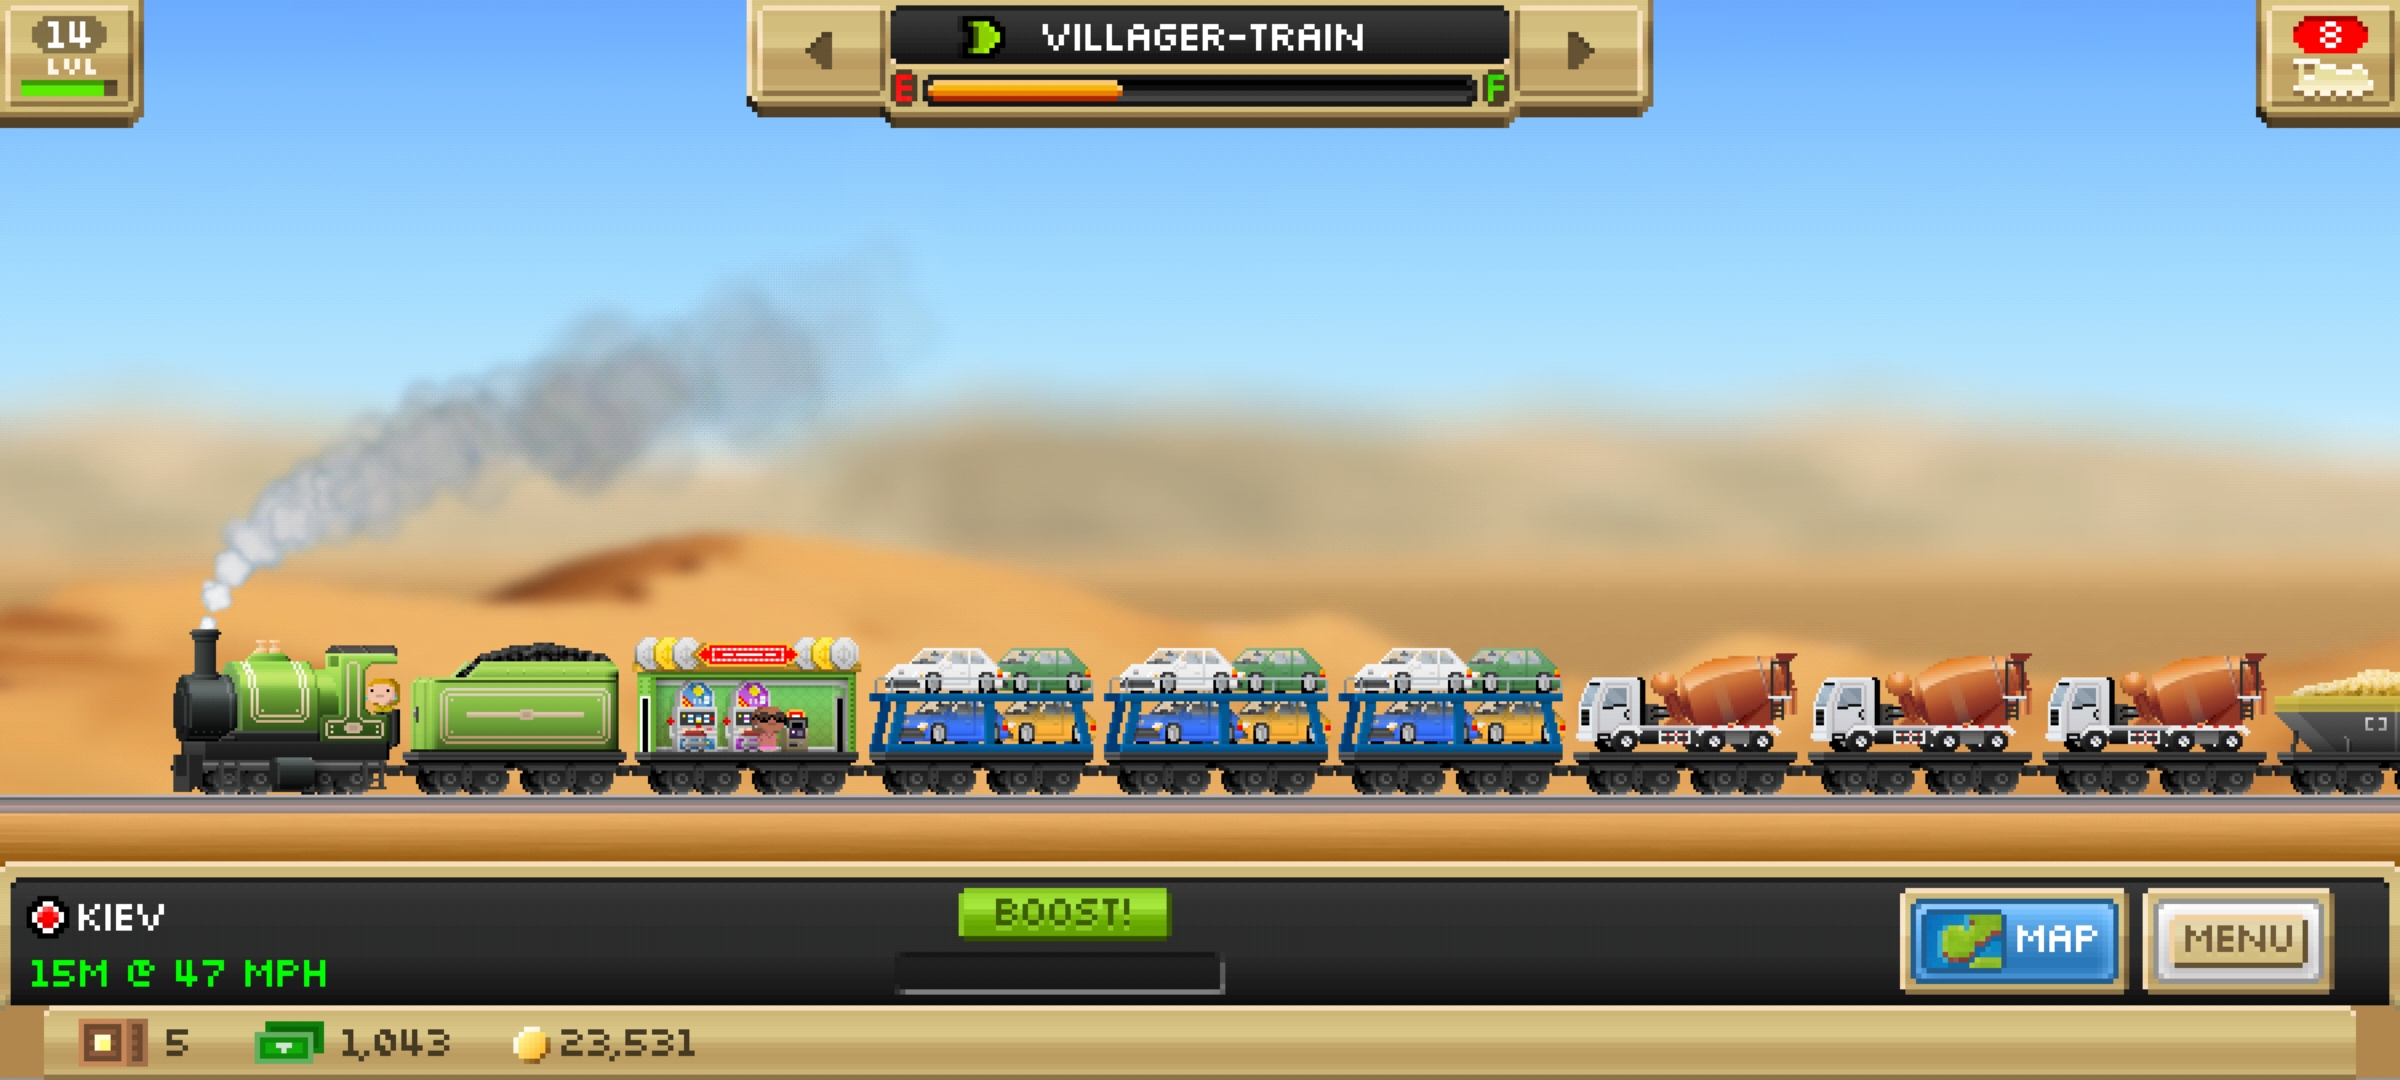 14
LVL
VILLAGER-TRAIN
E F
8
KIEV
15M @ 47 MPH
BOOST!
MAP
MENU
5 1,043 23,531